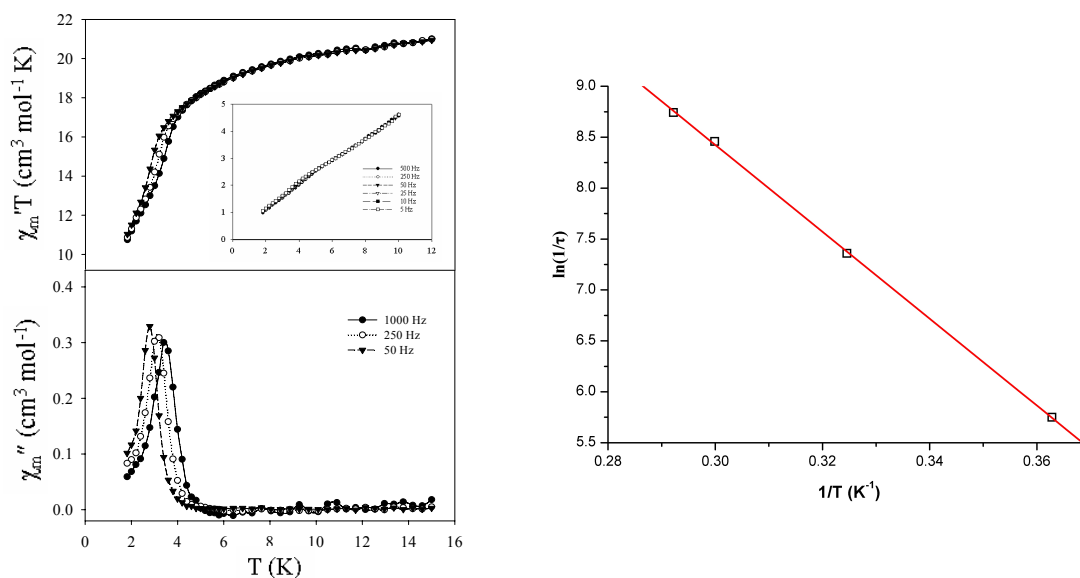 22
20
18
16
14
12
10
χm'T (cm3 mol-1 K)
5
4
3
2
1
0
500 Hz
250 Hz
50 Hz
25 Hz
10 Hz
5 Hz
0 2 4 6 8 10 12
0.4
0.3
0.2
0.1
0.0
χm'' (cm3 mol-1)
1000 Hz
250 Hz
50 Hz
0 2 4 6 8 10 12 14 16
T (K)
9.0
8.5
8.0
7.5
7.0
6.5
6.0
5.5
ln(1/τ)
0.28 0.30 0.32 0.34 0.36
1/T (K-1)